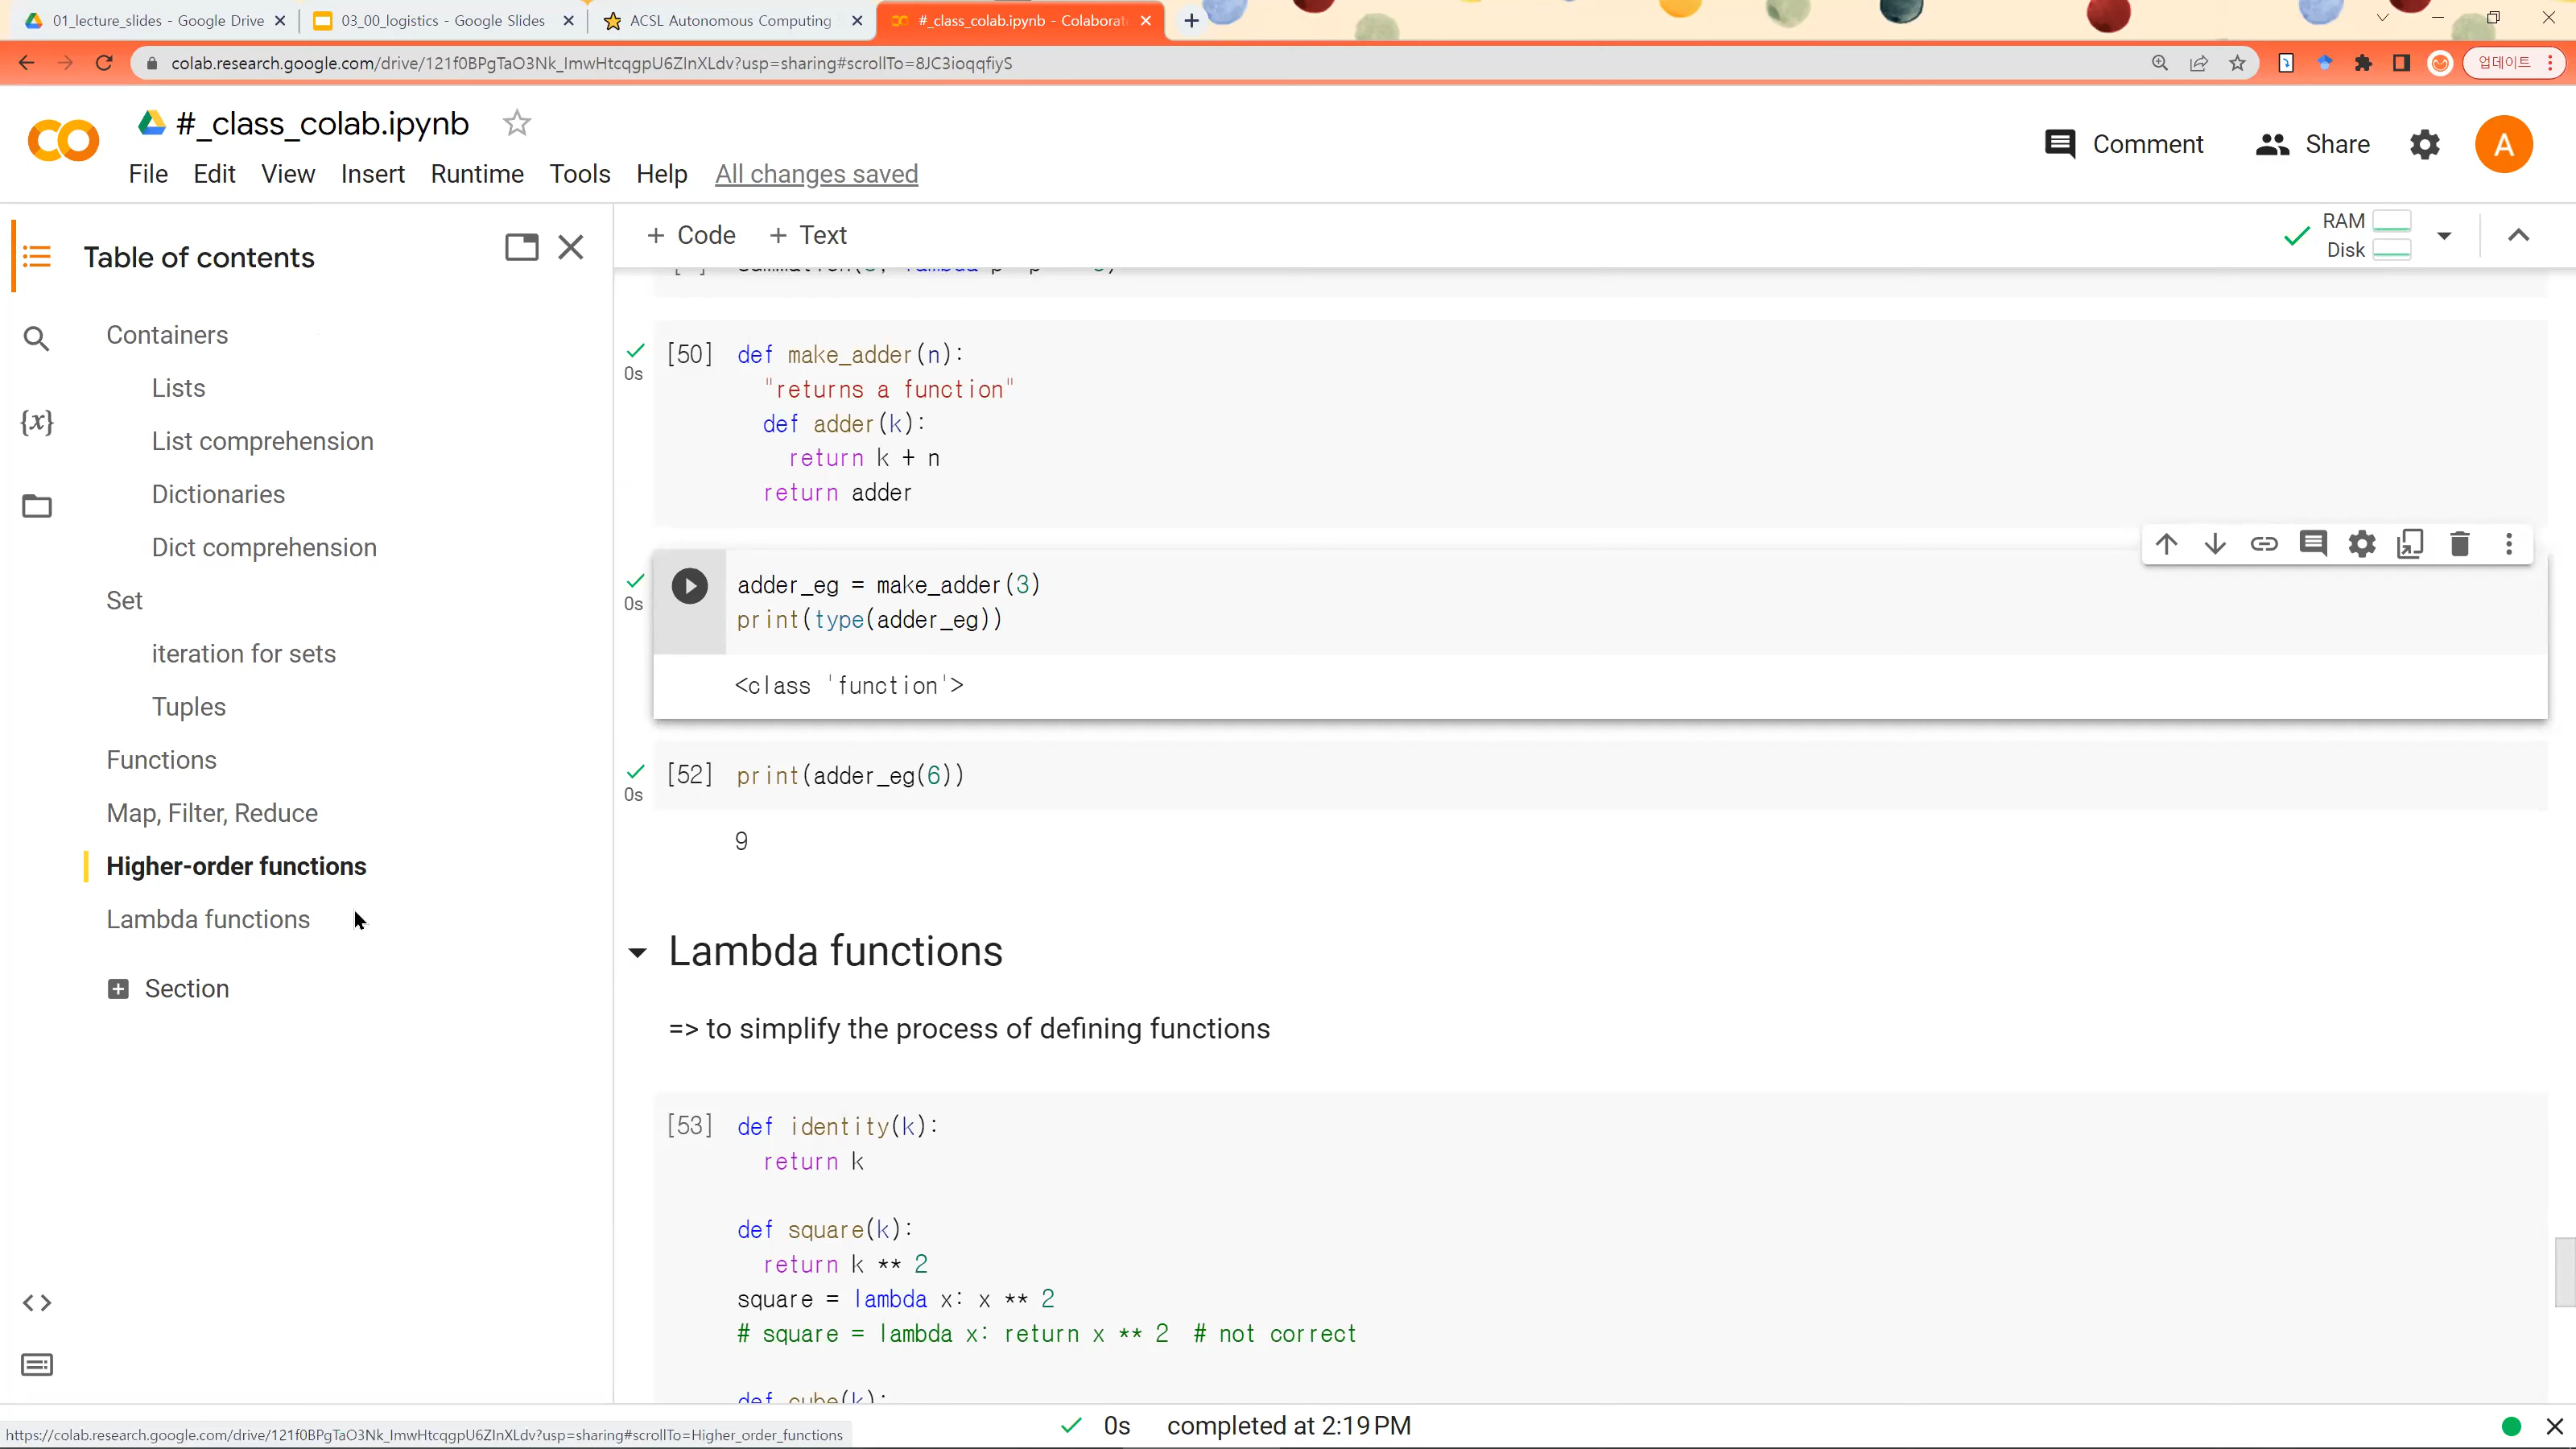 01_lecture_slides - Google Drive
03_00_logistics - Google Slides
ACSL Autonomous Computing
#_class_colab.ipynb - Colaborat
colab.research.google.com/drive/121f0BPgTaO3Nk_ImwHtcqgpU6ZInXLdv?usp=sharing#scrollTo=8JC3ioqqfiyS
업데이트
#_class_colab.ipynb
Comment
Share
A
File Edit View Insert Runtime Tools Help All changes saved
Table of contents
+ Code + Text
RAM
Disk
Containers
Lists
List comprehension
Dictionaries
Dict comprehension
Set
iteration for sets
Tuples
Functions
Map, Filter, Reduce
Higher-order functions
Lambda functions
Section
{x}
[50] def make_adder(n):
0s
"returns a function"
def adder(k):
return k + n
return adder
adder_eg = make_adder(3)
0s
print(type(adder_eg))
<class 'function'>
[52] print(adder_eg(6))
0s
9
Lambda functions
=> to simplify the process of defining functions
[53] def identity(k):
return k
def square(k):
return k ** 2
square = lambda x: x ** 2
# square = lambda x: return x ** 2 # not correct
def cube(k):
0s completed at 2:19 PM
https://colab.research.google.com/drive/121f0BPgTaO3Nk_ImwHtcqgpU6ZInXLdv?usp=sharing#scrollTo=Higher_order_functions